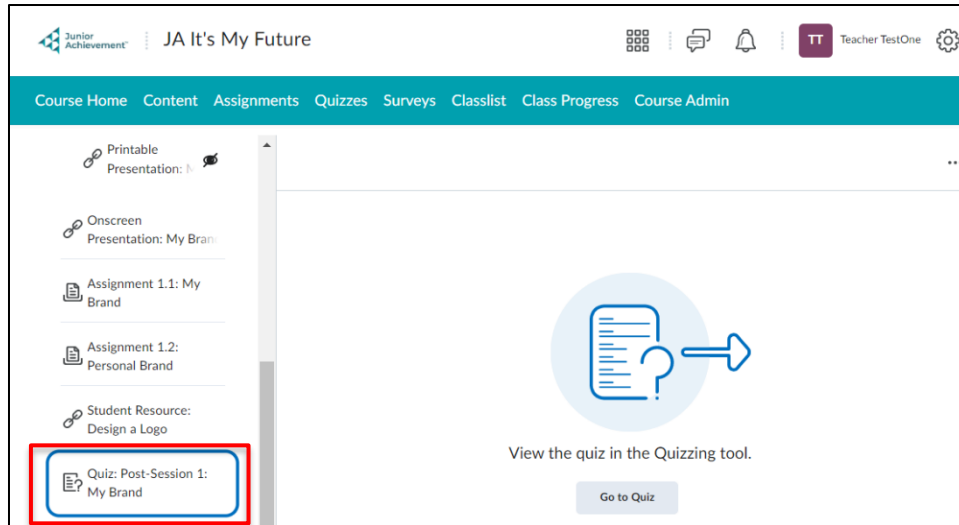 Junior
Achievement
JA It's My Future
TT
Teacher TestOne
Course Home Content Assignments Quizzes Surveys Classlist Class Progress Course Admin
Printable
Presentation:
Onscreen
Presentation: My Bran
Assignment 1.1: My
Brand
Assignment 1.2:
Personal Brand
Student Resource:
Design a Logo
Quiz: Post-Session 1:
My Brand
View the quiz in the Quizzing tool.
Go to Quiz